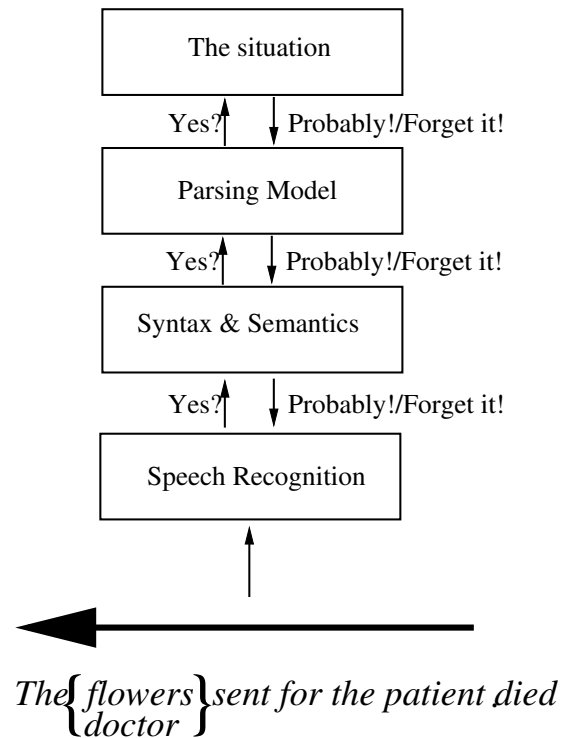 The situation
Yes? Probably!/Forget it!
Parsing Model
Yes? Probably!/Forget it!
Syntax & Semantics
Yes? Probably!/Forget it!
Speech Recognition
The { flowers } sent for the patient .died
doctor